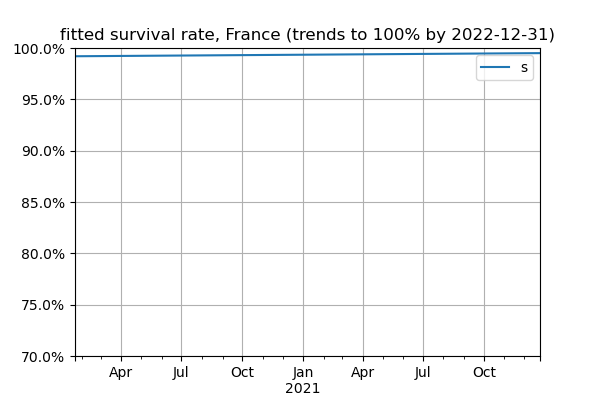 fitted survival rate, France (trends to 100% by 2022-12-31)
100.0%
s
95.0%
90.0%
85.0%
80.0%
75.0%
70.0%
Apr Jul Oct Jan Apr Jul Oct
2021